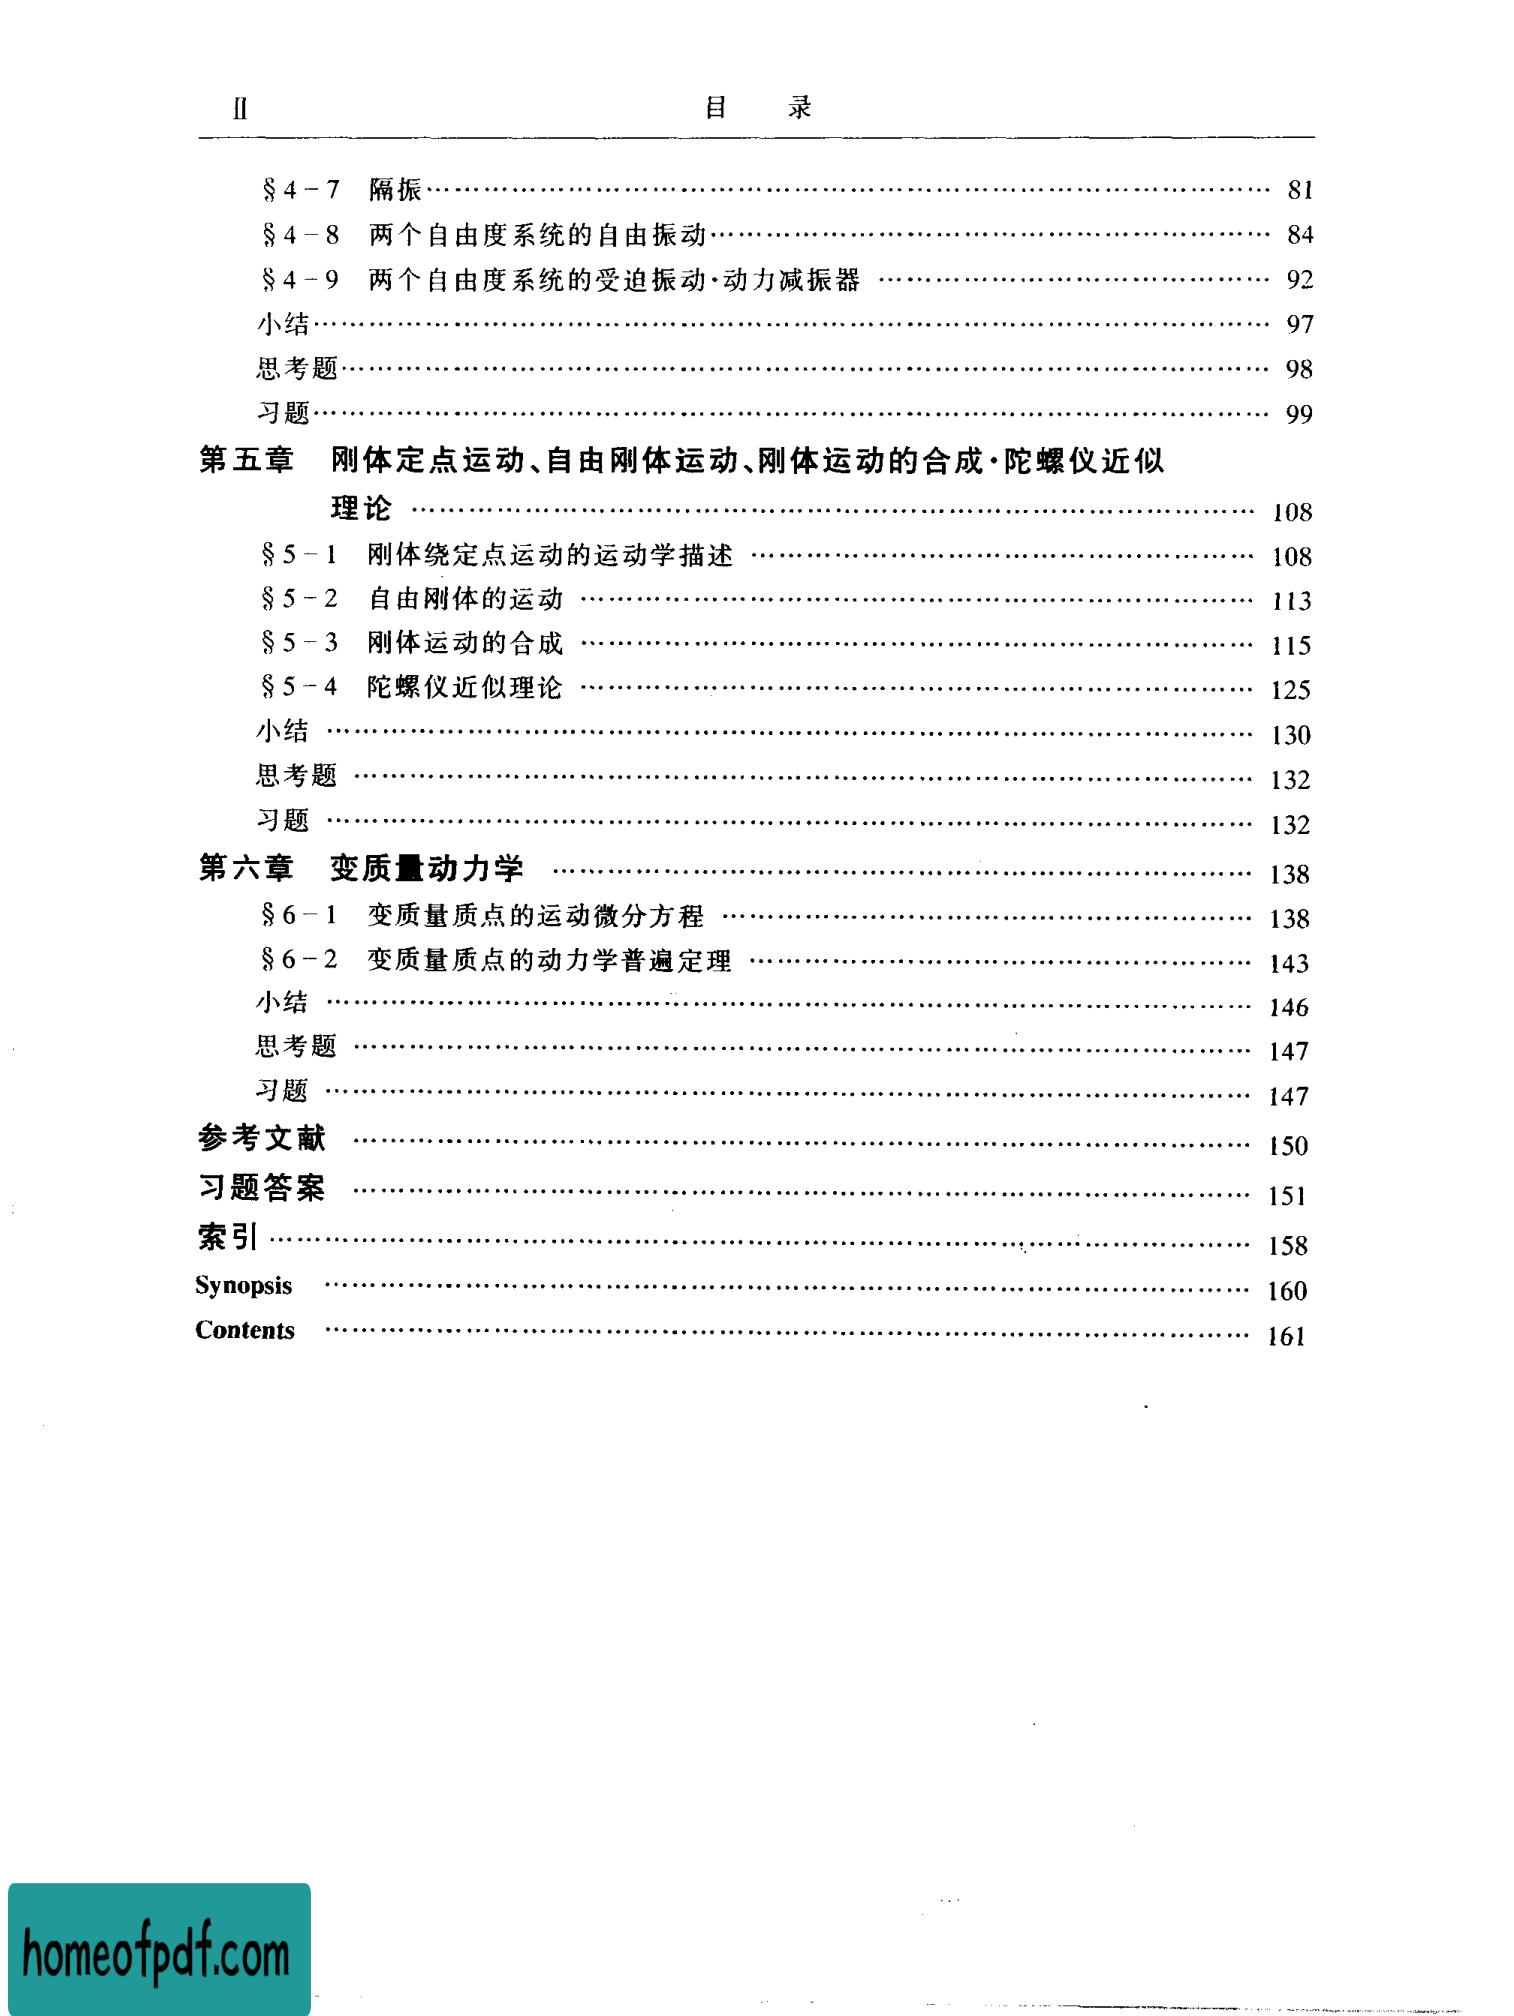 Ⅱ 目 录
§4-7 隔振 …… 81
§4-8 两个自由度系统的自由振动 …… 84
§4-9 两个自由度系统的受迫振动·动力减振器 …… 92
小结 …… 97
思考题 …… 98
习题 …… 99
第五章 刚体定点运动、自由刚体运动、刚体运动的合成·陀螺仪近似
理论 …… 108
§5-1 刚体绕定点运动的运动学描述 …… 108
§5-2 自由刚体的运动 …… 113
§5-3 刚体运动的合成 …… 115
§5-4 陀螺仪近似理论 …… 125
小结 …… 130
思考题 …… 132
习题 …… 132
第六章 变质量动力学 …… 138
§6-1 变质量质点的运动微分方程 …… 138
§6-2 变质量质点的动力学普遍定理 …… 143
小结 …… 146
思考题 …… 147
习题 …… 147
参考文献 …… 150
习题答案 …… 151
索引 …… 158
Synopsis …… 160
Contents …… 161
homeofpdf.com